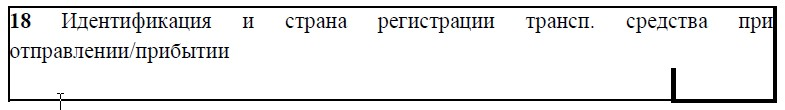 18 Идентификация и страна регистрации трансп. средства при
отправлении/прибытии